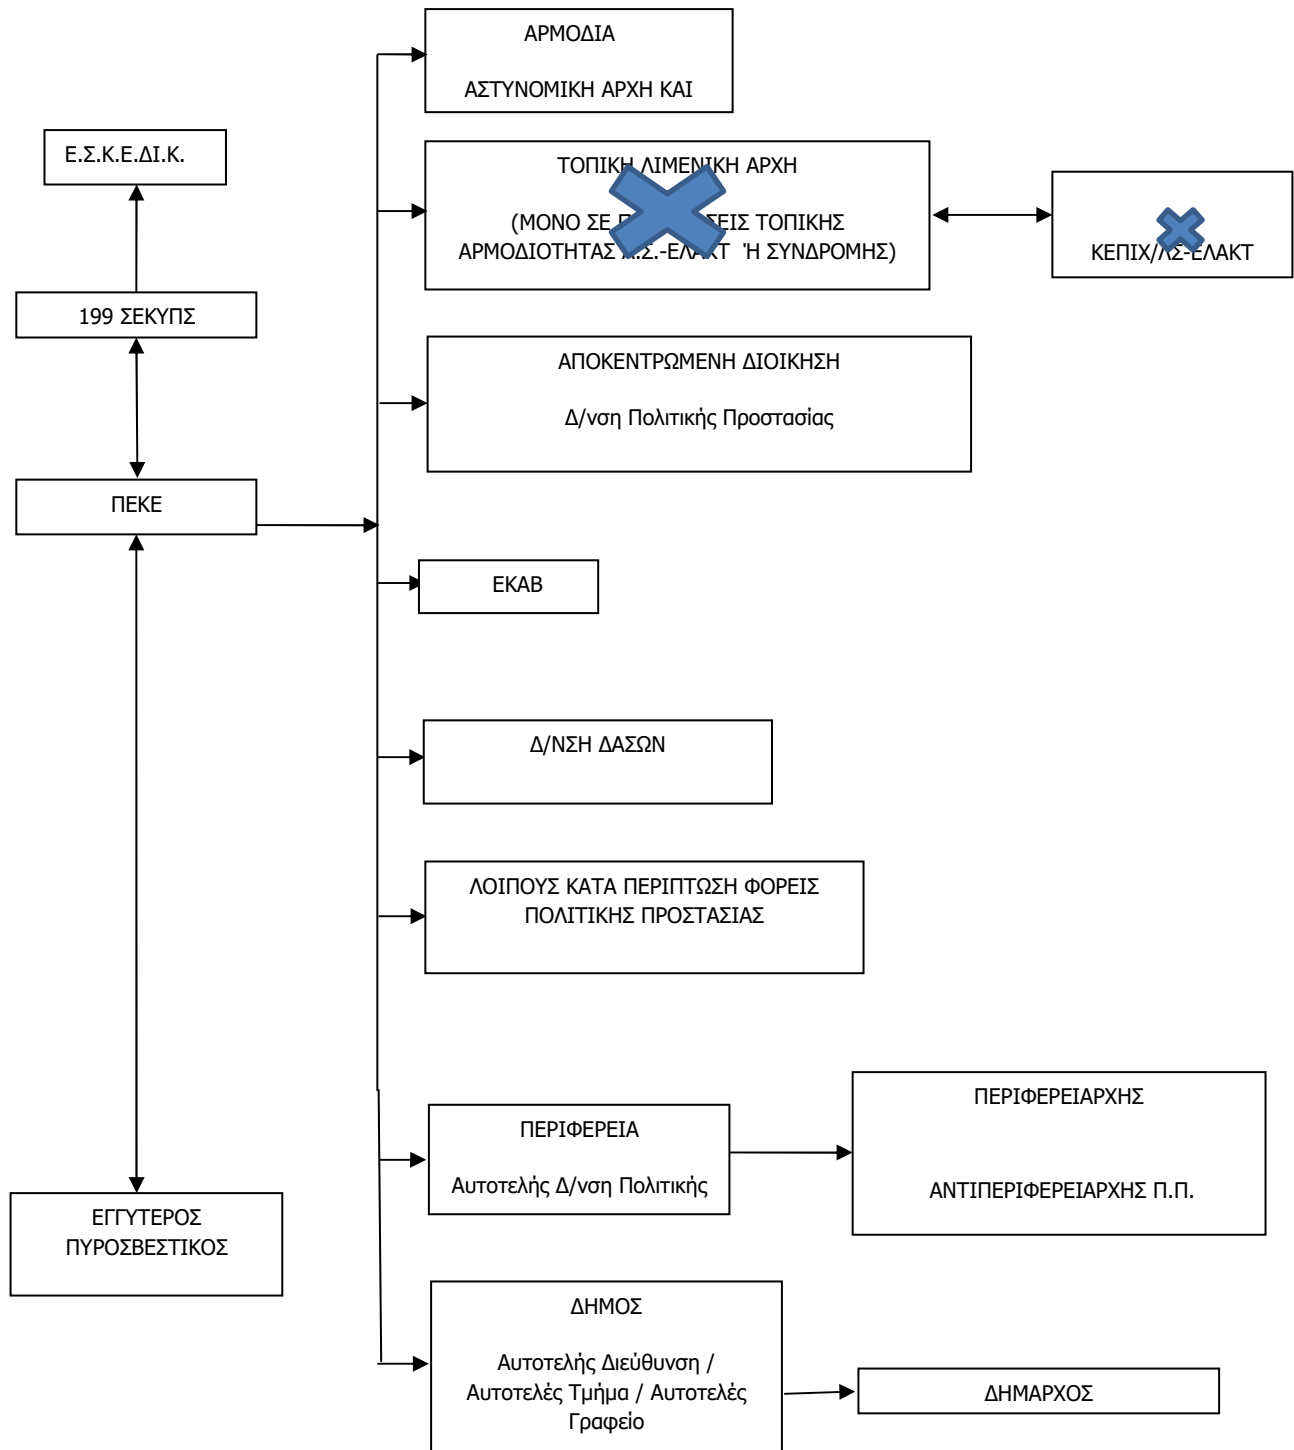 ΑΡΜΟΔΙΑ
ΑΣΤΥΝΟΜΙΚΗ ΑΡΧΗ ΚΑΙ
Ε.Σ.Κ.Ε.ΔΙ.Κ.
ΤΟΠΙΚΗ ΛΙΜΕΝΙΚΗ ΑΡΧΗ
(ΜΟΝΟ ΣΕ ΤΟΠΙΚΗΣ
ΑΡΜΟΔΙΟΤΗΤΑΣ Λ.Σ.-ΕΛΑΚΤ Ή ΣΥΝΔΡΟΜΗΣ)
ΚΕΠΙΧ/ΛΣ-ΕΛΑΚΤ
199 ΣΕΚΥΠΣ
ΑΠΟΚΕΝΤΡΩΜΕΝΗ ΔΙΟΙΚΗΣΗ
Δ/νση Πολιτικής Προστασίας
ΠΕΚΕ
ΕΚΑΒ
Δ/ΝΣΗ ΔΑΣΩΝ
ΛΟΙΠΟΥΣ ΚΑΤΑ ΠΕΡΙΠΤΩΣΗ ΦΟΡΕΙΣ
ΠΟΛΙΤΙΚΗΣ ΠΡΟΣΤΑΣΙΑΣ
ΠΕΡΙΦΕΡΕΙΑ
Αυτοτελής Δ/νση Πολιτικής
ΠΕΡΙΦΕΡΕΙΑΡΧΗΣ
ΑΝΤΙΠΕΡΙΦΕΡΕΙΑΡΧΗΣ Π.Π.
ΕΓΓΥΤΕΡΟΣ
ΠΥΡΟΣΒΕΣΤΙΚΟΣ
ΔΗΜΟΣ
Αυτοτελής Διεύθυνση /
Αυτοτελές Τμήμα / Αυτοτελές
Γραφείο
ΔΗΜΑΡΧΟΣ